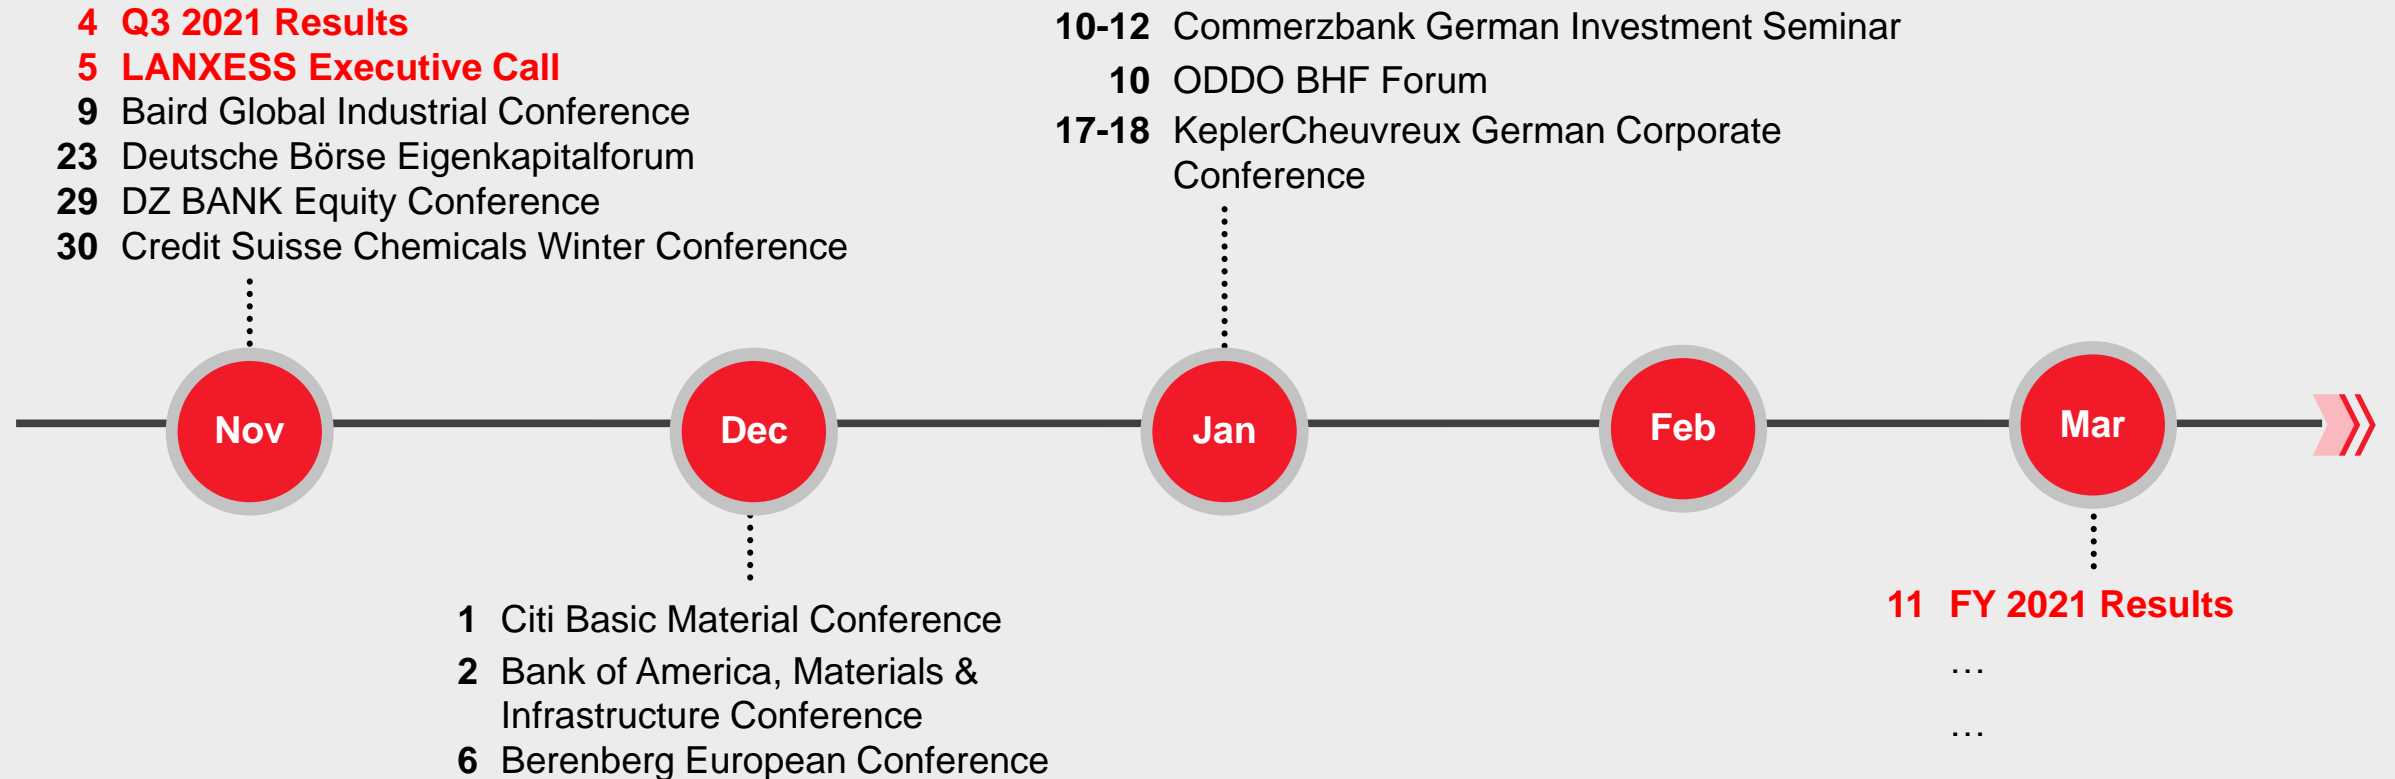 4 Q3 2021 Results
5 LANXESS Executive Call
9 Baird Global Industrial Conference
23 Deutsche Börse Eigenkapitalforum
29 DZ BANK Equity Conference
30 Credit Suisse Chemicals Winter Conference
10-12 Commerzbank German Investment Seminar
10 ODDO BHF Forum
17-18 KeplerCheuvreux German Corporate
Conference
Nov
Dec
Jan
Feb
Mar
1 Citi Basic Material Conference
2 Bank of America, Materials &
Infrastructure Conference
6 Berenberg European Conference
11 FY 2021 Results
…
…